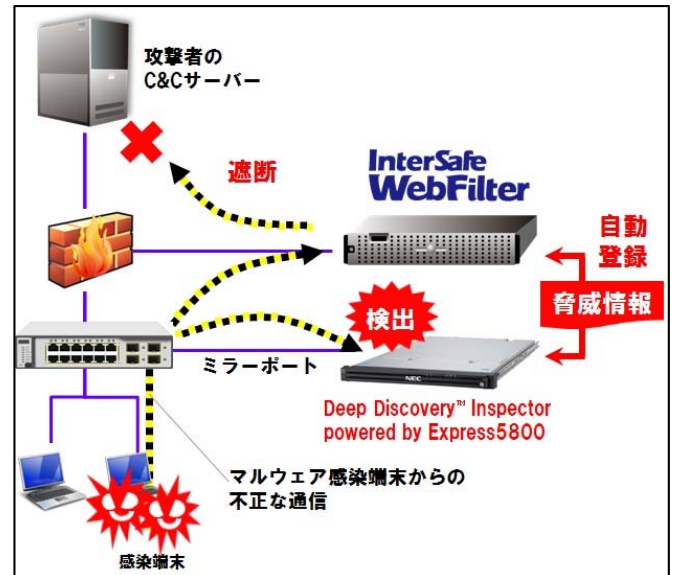 攻撃者の
C&Cサーバー
遮断
InterSafe
WebFilter
自動
登録
脅威情報
検出
ミラーポート
NEC
Deep Discovery™ Inspector
powered by Express5800
マルウェア感染端末からの
不正な通信
感染端末